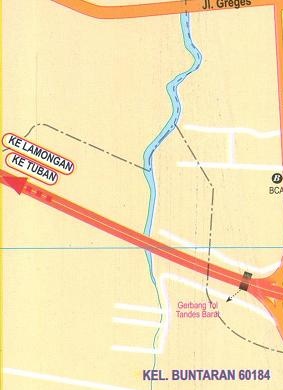 Jl. Greges
KE LAMONGAN
KE TUBAN
B
BCA
Gerbang Tol
Tandes Barat
KEL. BUNTARAN 60184